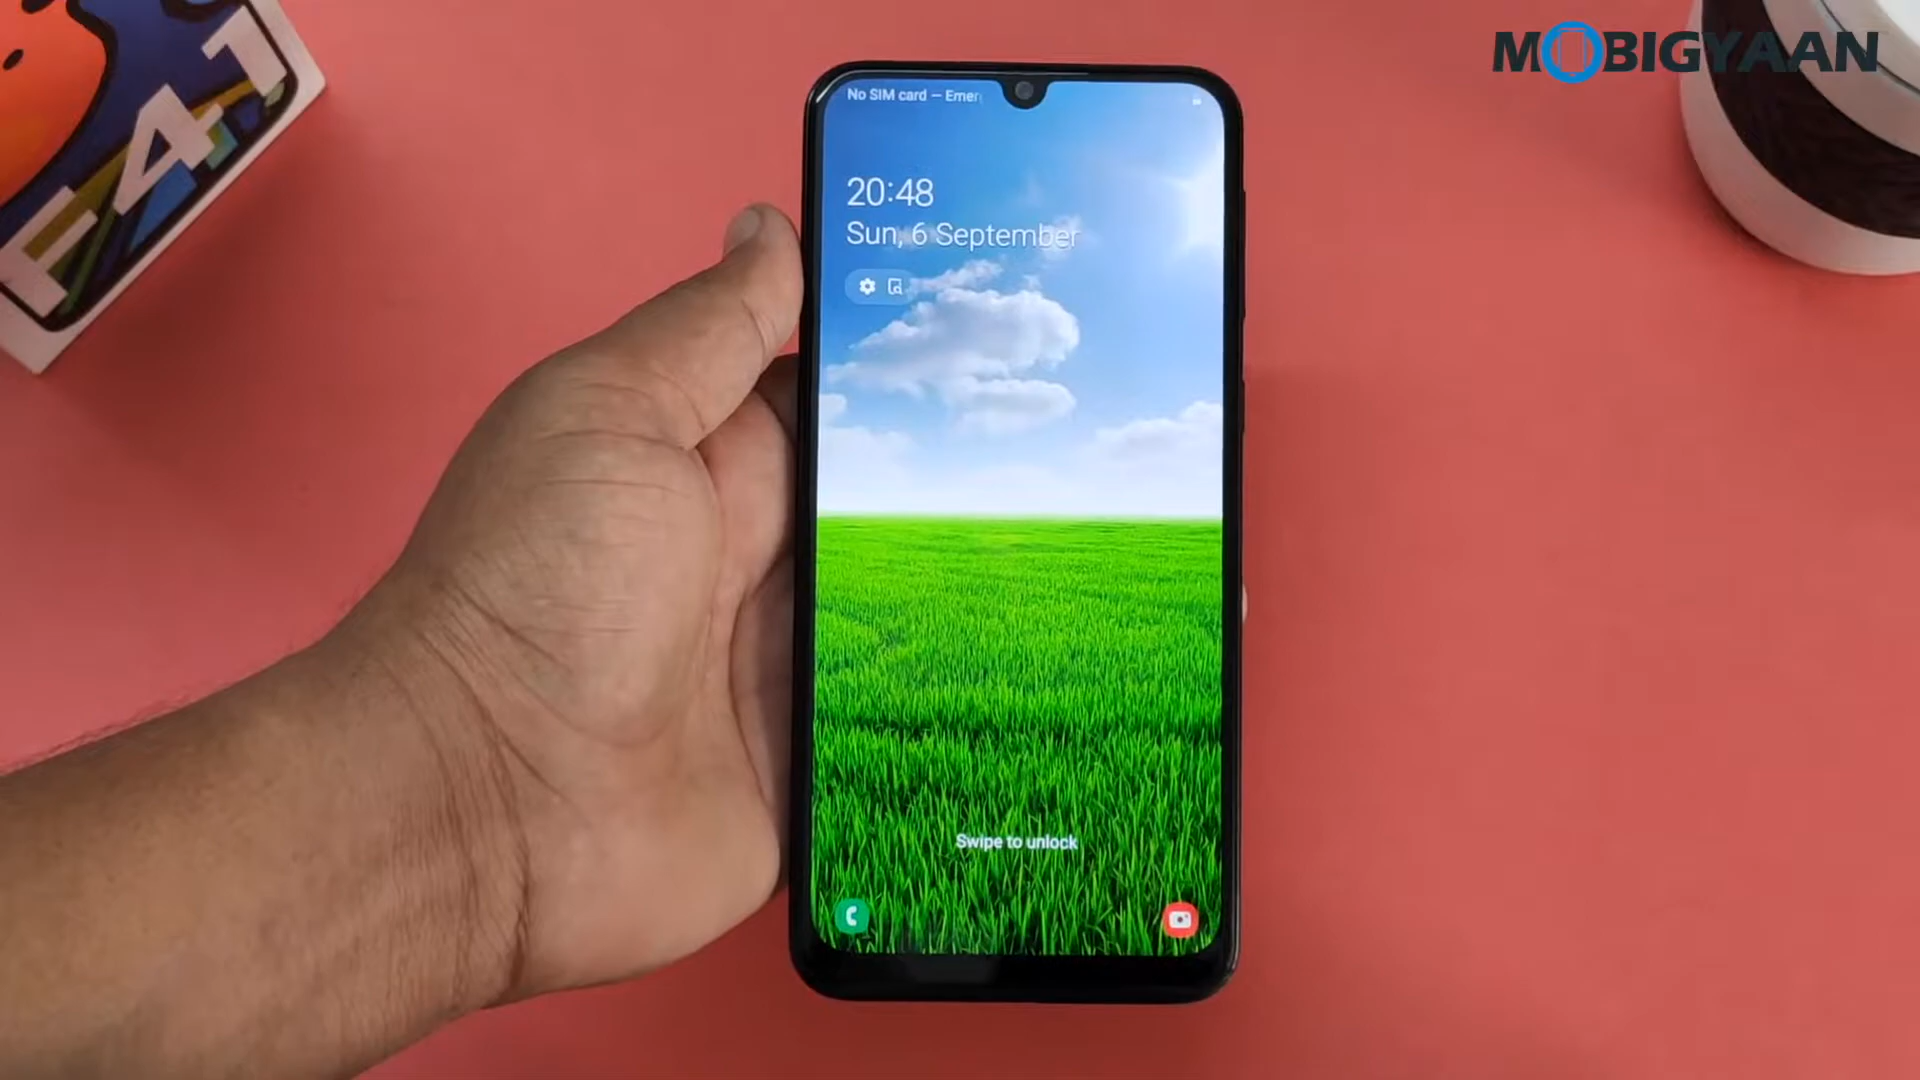 F41
MOBIGYAAN
No SIM card – Emer
20:48
Sun, 6 September
Swipe to unlock